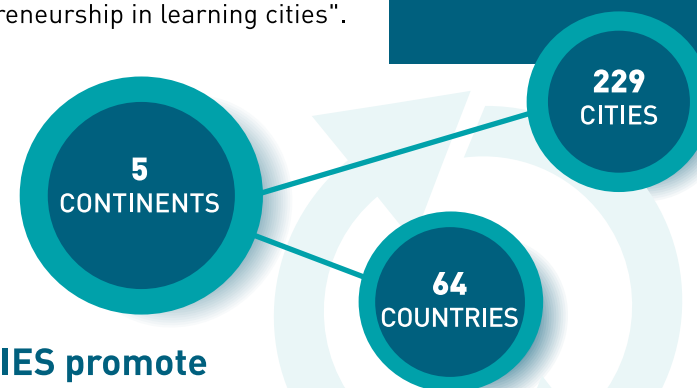 reneurship in learning cities".
229
CITIES
5
CONTINENTS
64
COUNTRIES
IES promote